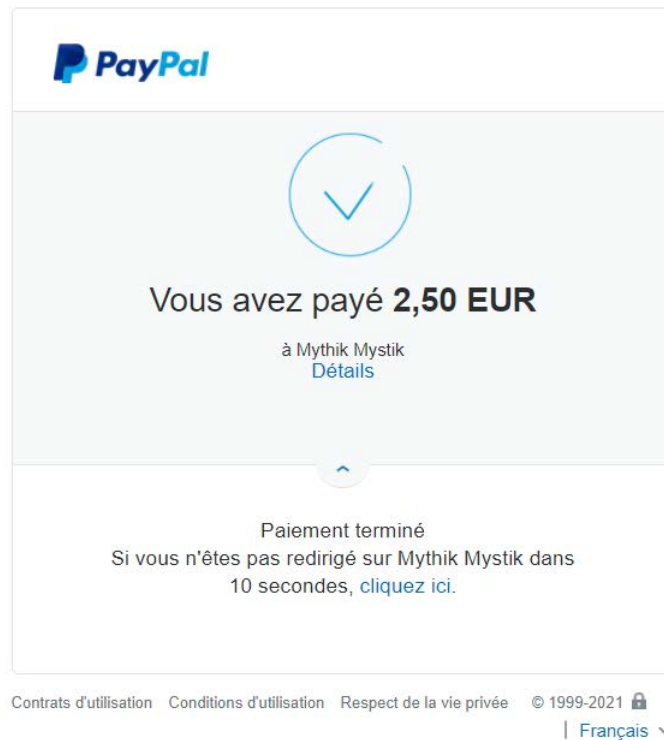 PayPal
Vous avez payé 2,50 EUR
à Mythik Mystik
Détails
Paiement terminé
Si vous n'êtes pas redirigé sur Mythik Mystik dans
10 secondes, cliquez ici.
Contrats d'utilisation Conditions d'utilisation Respect de la vie privée © 1999-2021
| Français